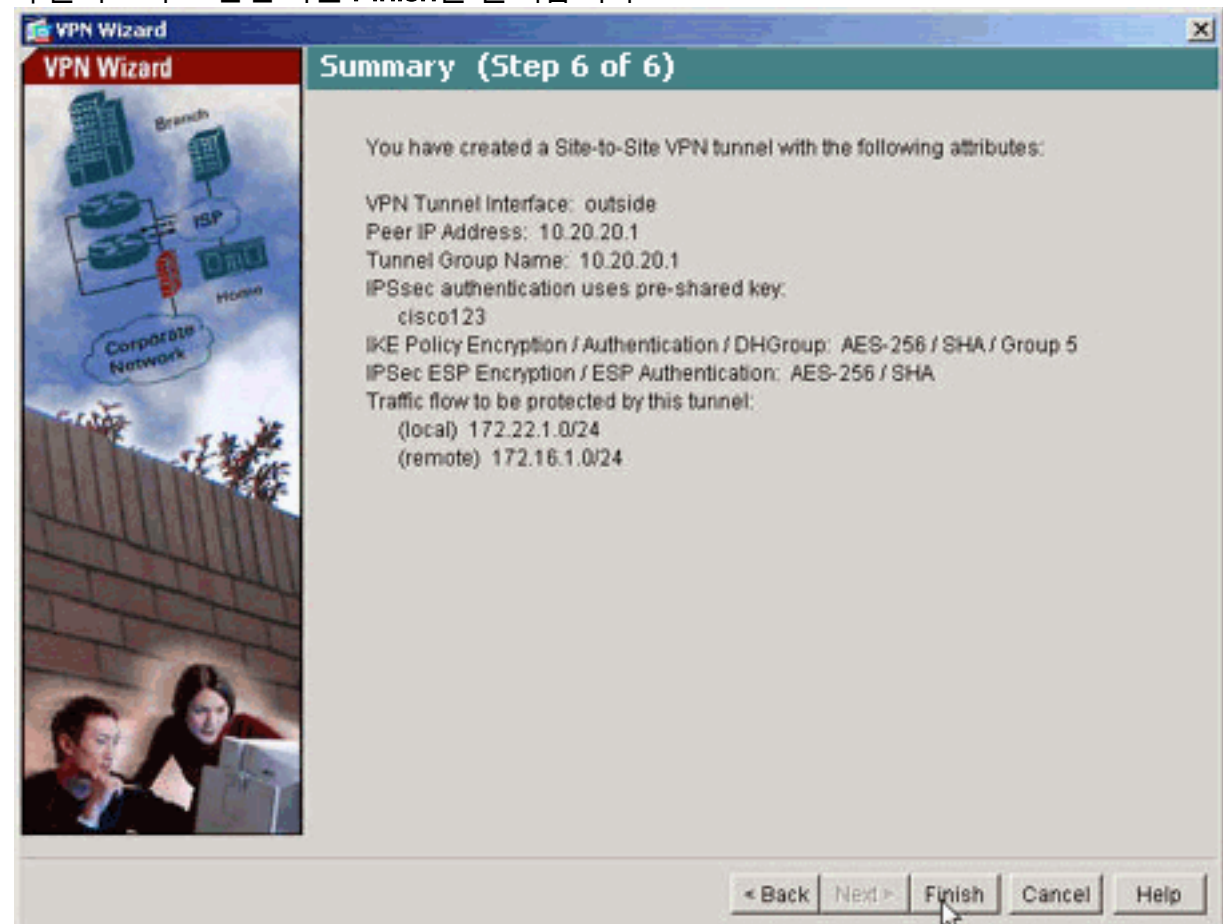 Finish
VPN Wizard
VPN Wizard
Summary (Step 6 of 6)
Branch
ISP
Home
Corporate
Network
You have created a Site-to-Site VPN tunnel with the following attributes:
VPN Tunnel Interface: outside
Peer IP Address: 10.20.20.1
Tunnel Group Name: 10.20.20.1
IPSsec authentication uses pre-shared key:
cisco123
IKE Policy Encryption / Authentication / DHGroup: AES-256 / SHA / Group 5
IPSec ESP Encryption / ESP Authentication: AES-256 / SHA
Traffic flow to be protected by this tunnel:
(local) 172.22.1.0/24
(remote) 172.16.1.0/24
< Back Next > Finish Cancel Help